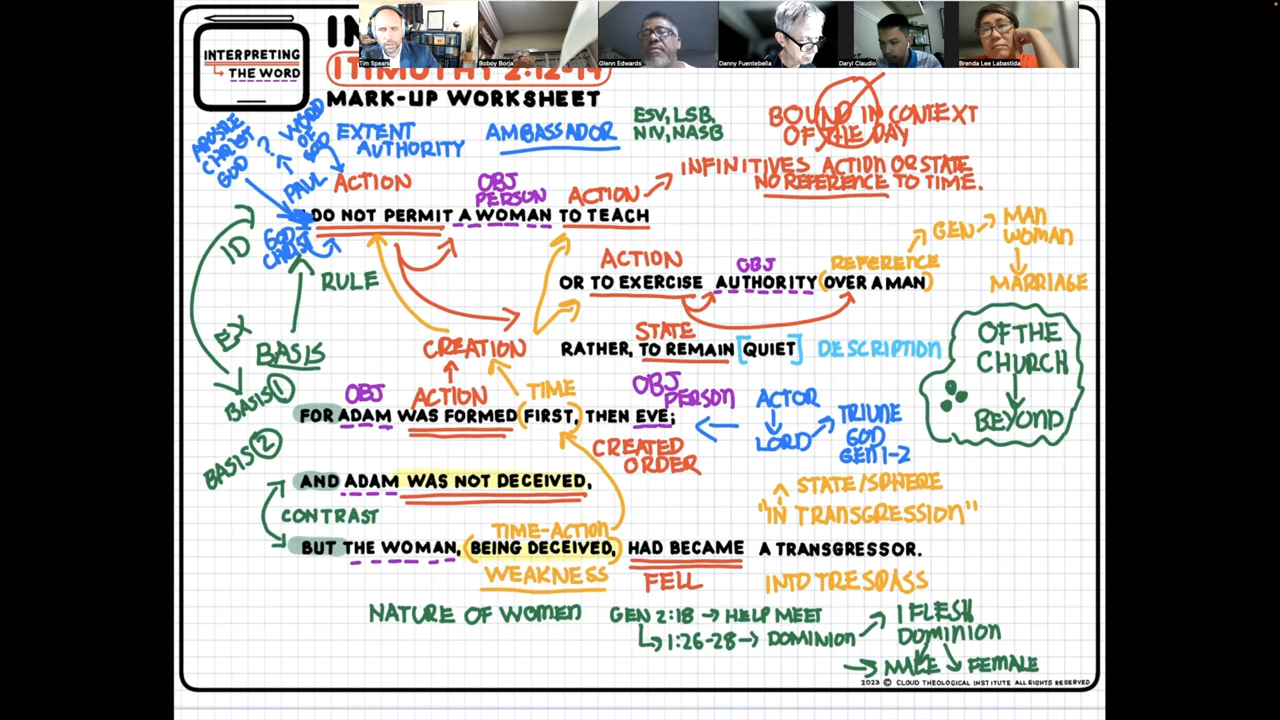 Tim Spears
Boboy Borja
Glenn Edwards
Danny Fuentebella
Daryl Claudio
Brenda Lee Labastida
INTERPRETING
THE WORD
IN
1 TIMOTHY 2:12-14
MARK-UP WORKSHEET
ESV, LSB,
NIV, NASB
BOUND IN CONTEXT
OF THE DAY
APOSTLE
CHRIST
GOD
?
WORD
OF
GOD
PAUL
EXTENT
AUTHORITY
AMBASSADOR
INFINITIVES ACTION OR STATE
NO REFERENCE TO TIME.
ACTION
OBJ
PERSON
ACTION
DO NOT PERMIT A WOMAN TO TEACH
ID
GOD
CHRIST
RULE
GEN
MAN
WOMAN
MARRIAGE
ACTION
OBJ
REFERENCE
OR TO EXERCISE AUTHORITY (OVER A MAN)
STATE
RATHER, TO REMAIN [QUIET] DESCRIPTION
EX
BASIS
CREATION
OF THE
CHURCH
BEYOND
BASIS 1
OBJ
ACTION
TIME
OBJ
PERSON
FOR ADAM WAS FORMED (FIRST,) THEN EVE;
ACTOR
LORD
TRIUNE
GOD
GEN 1-2
CREATED
ORDER
BASIS 2
AND ADAM WAS NOT DECEIVED,
STATE/SPHERE
"IN TRANSGRESSION"
CONTRAST
TIME-ACTION
BUT THE WOMAN, (BEING DECEIVED,) HAD BECAME A TRANSGRESSOR.
WEAKNESS
FELL
INTO TRESPASS
NATURE OF WOMEN
GEN 2:18 → HELP MEET
1:26-28 → DOMINION
1 FLESH
DOMINION
→ MALE FEMALE
2023 © CLOUD THEOLOGICAL INSTITUTE ALL RIGHTS RESERVED